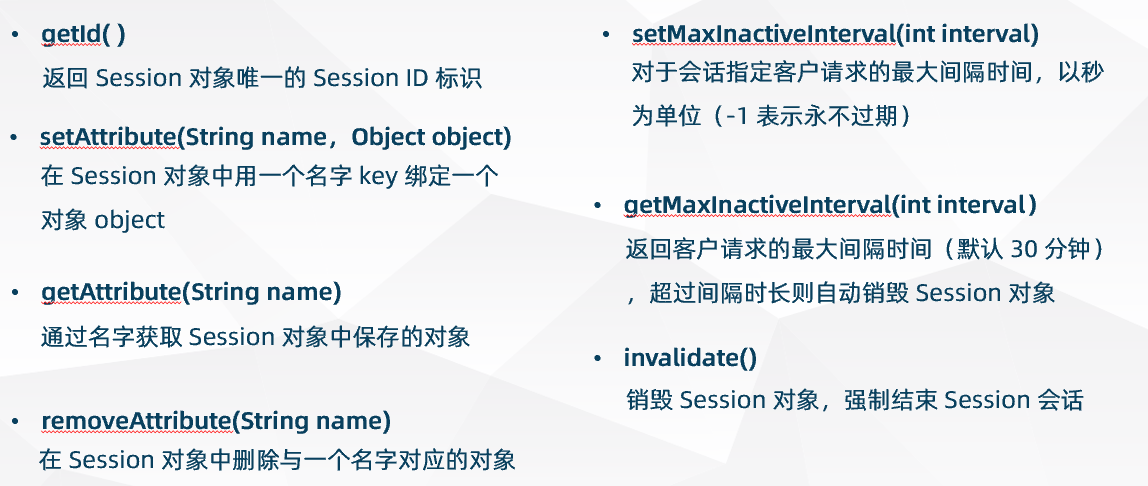 • getId( )
返回 Session 对象唯一的 Session ID 标识
• setAttribute(String name，Object object)
在 Session 对象中用一个名字 key 绑定一个
对象 object
• getAttribute(String name)
通过名字获取 Session 对象中保存的对象
• removeAttribute(String name)
在 Session 对象中删除与一个名字对应的对象
• setMaxInactiveInterval(int interval)
对于会话指定客户请求的最大间隔时间，以秒
为单位（-1 表示永不过期）
• getMaxInactiveInterval(int interval)
返回客户请求的最大间隔时间（默认 30 分钟）
，超过间隔时长则自动销毁 Session 对象
• invalidate()
销毁 Session 对象，强制结束 Session 会话